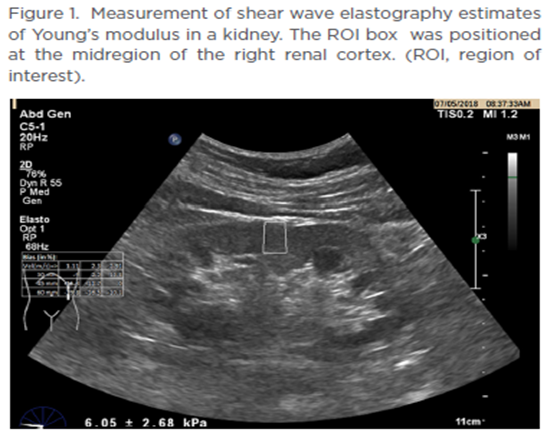 Figure 1. Measurement of shear wave elastography estimates
of Young's modulus in a kidney. The ROI box was positioned
at the midregion of the right renal cortex. (ROI, region of
interest).
07/05/2018 08:37:33AM
Abd Gen
TIS0.2 MI 1.2
C5-1
20Hz
RP
P
M3 M1
2D
76%
Dyn R 55
P Med
Gen
Elasto
Opt 1
RP
68Hz
6.05 ± 2.68 kPa
11cm